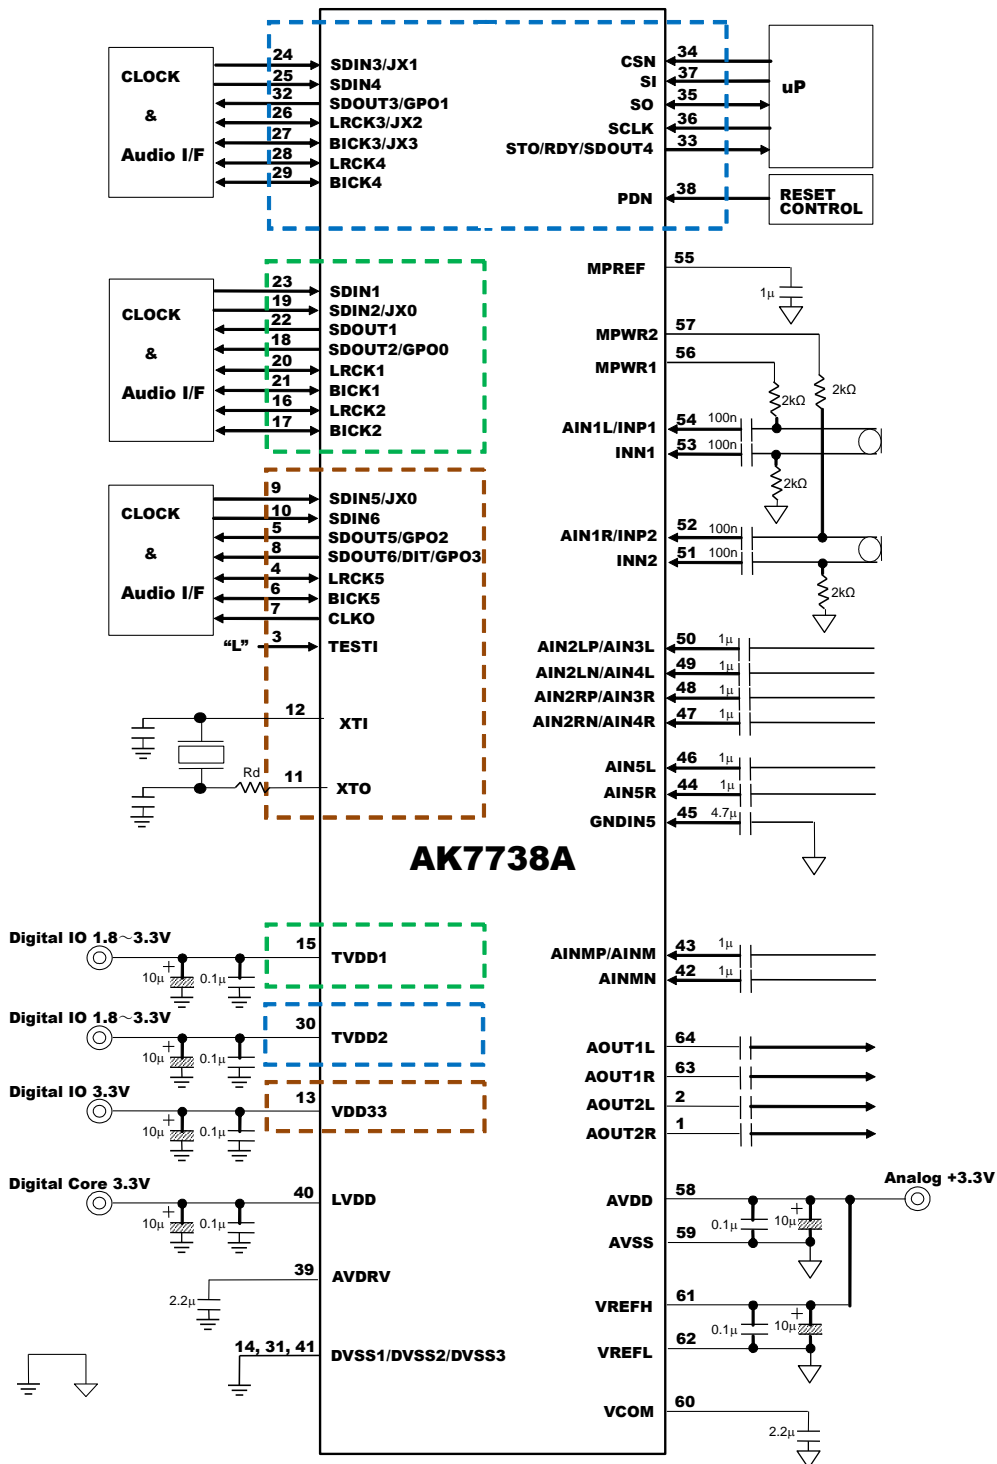 CLOCK
&
Audio I/F
24 SDIN3/JX1
25 SDIN4
32 SDOUT3/GPO1
26 LRCK3/JX2
27 BICK3/JX3
28 LRCK4
29 BICK4
CSN 34
SI 37
SO 35
SCLK 36
STO/RDY/SDOUT4 33
PDN 38
uP
RESET
CONTROL
CLOCK
&
Audio I/F
23 SDIN1
19 SDIN2/JX0
22 SDOUT1
18 SDOUT2/GPO0
20 LRCK1
21 BICK1
16 LRCK2
17 BICK2
MPREF 55
1μ
MPWR2 57
MPWR1 56
2kΩ
2kΩ
AIN1L/INP1 54 100n
INN1 53 100n
2kΩ
AIN1R/INP2 52 100n
INN2 51 100n
2kΩ
CLOCK
&
Audio I/F
9 SDIN5/JX0
10 SDIN6
5 SDOUT5/GPO2
8 SDOUT6/DIT/GPO3
4 LRCK5
6 BICK5
7 CLKO
“L” 3 TESTI
12 XTI
Rd 11 XTO
AIN2LP/AIN3L 50 1μ
AIN2LN/AIN4L 49 1μ
AIN2RP/AIN3R 48 1μ
AIN2RN/AIN4R 47 1μ
AIN5L 46 1μ
AIN5R 44 1μ
GNDIN5 45 4.7μ
AK7738A
Digital IO 1.8～3.3V
15 TVDD1
+
10μ 0.1μ
Digital IO 1.8～3.3V
30 TVDD2
+
10μ 0.1μ
Digital IO 3.3V
13 VDD33
+
10μ 0.1μ
Digital Core 3.3V
40 LVDD
+
10μ 0.1μ
39 AVDRV
2.2μ
14, 31, 41 DVSS1/DVSS2/DVSS3
AINMP/AINM 43 1μ
AINMN 42 1μ
AOUT1L 64
AOUT1R 63
AOUT2L 2
AOUT2R 1
Analog +3.3V
AVDD 58
+
0.1μ 10μ
AVSS 59
VREFH 61
+
0.1μ 10μ
VREFL 62
VCOM 60
2.2μ